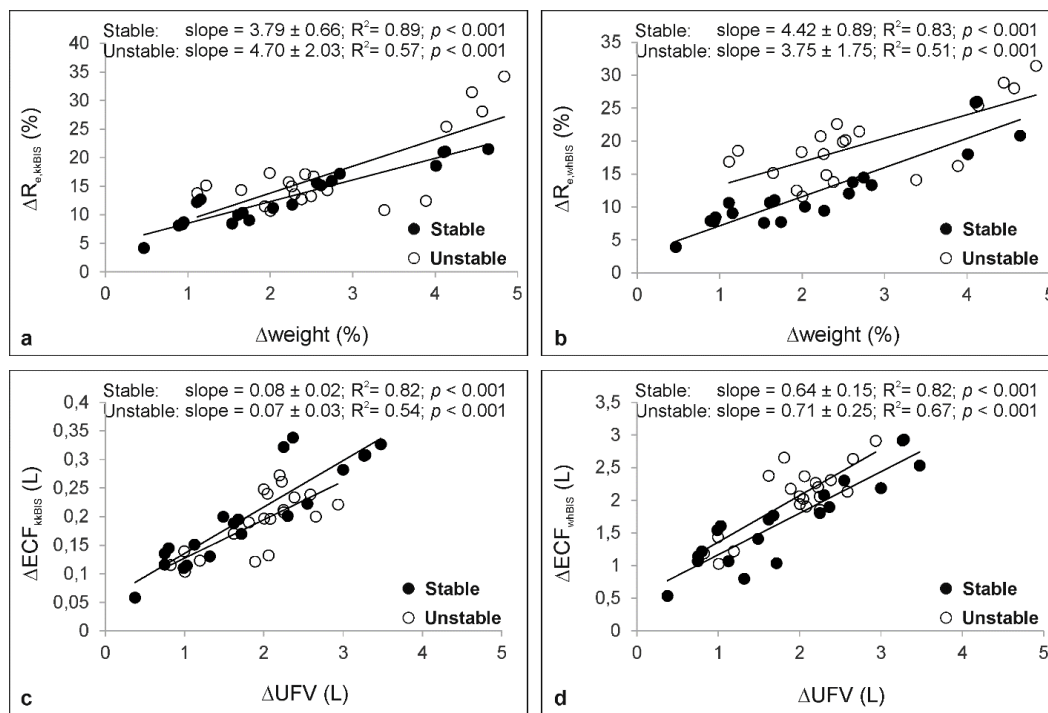 Stable: slope = 3.79 ± 0.66; R²= 0.89; p < 0.001
Unstable: slope = 4.70 ± 2.03; R²= 0.57; p < 0.001
40
35
30
25
20
15
10
5
0
ΔRe,kkBIS (%)
Stable
Unstable
1 2 3 4 5
a Δweight (%)
Stable: slope = 4.42 ± 0.89; R²= 0.83; p < 0.001
Unstable: slope = 3.75 ± 1.75; R²= 0.51; p < 0.001
35
30
25
20
15
10
5
0
ΔRe,whBIS (%)
Stable
Unstable
0 1 2 3 4 5
b Δweight (%)
Stable: slope = 0.08 ± 0.02; R²= 0.82; p < 0.001
Unstable: slope = 0.07 ± 0.03; R²= 0.54; p < 0.001
0,4
0,35
0,3
0,25
0,2
0,15
0,1
0,05
0
ΔECFkkBIS (L)
Stable
Unstable
0 1 2 3 4 5
c ΔUFV (L)
Stable: slope = 0.64 ± 0.15; R²= 0.82; p < 0.001
Unstable: slope = 0.71 ± 0.25; R²= 0.67; p < 0.001
3,5
3
2,5
2
1,5
1
0,5
0
ΔECFwhBIS (L)
Stable
Unstable
0 1 2 3 4 5
d ΔUFV (L)